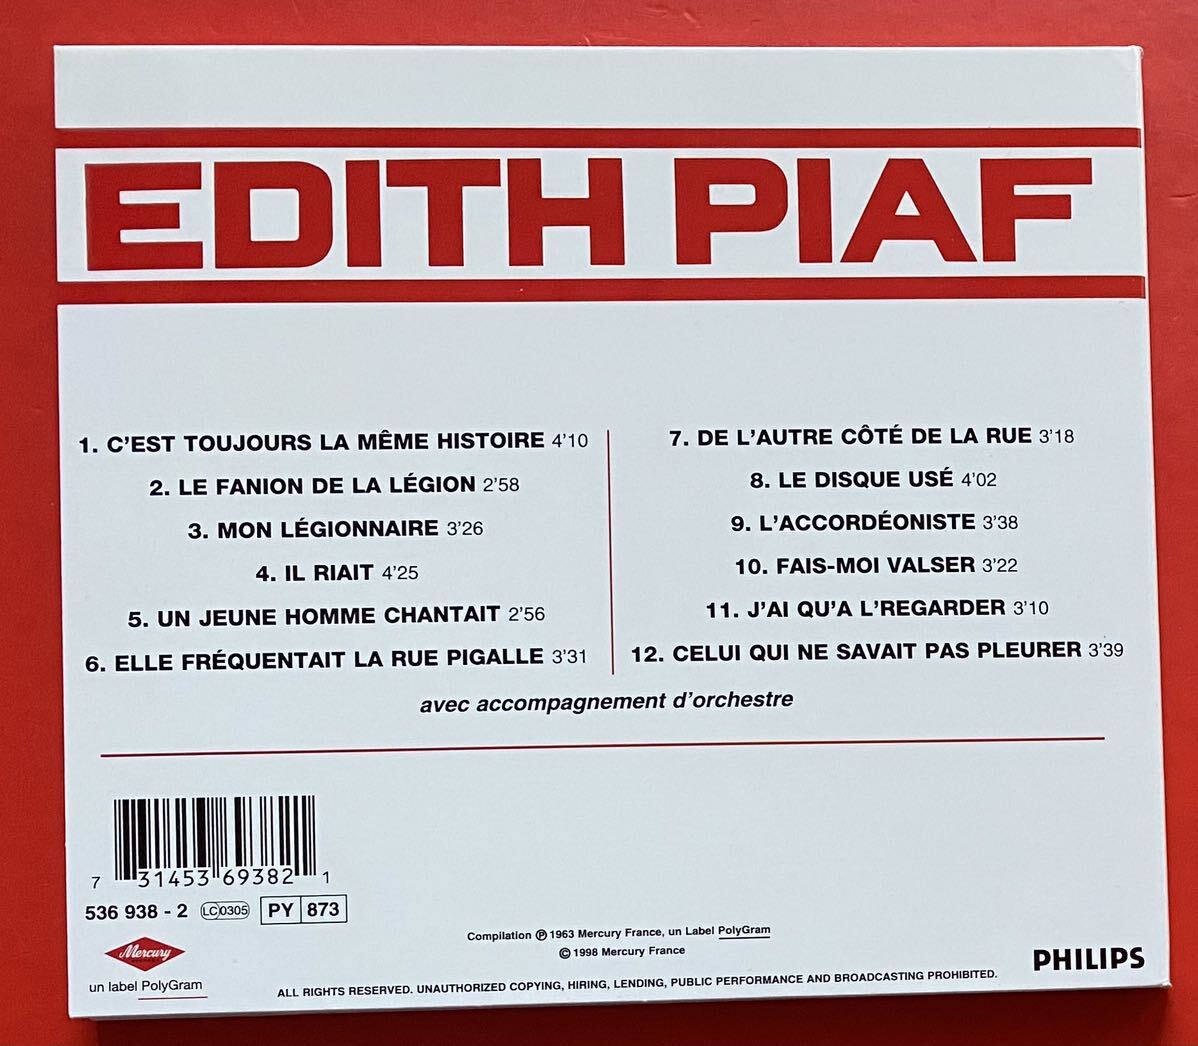 EDITH PIAF
1. C'EST TOUJOURS LA MÊME HISTOIRE 4'10
2. LE FANION DE LA LÉGION 2'58
3. MON LÉGIONNAIRE 3'26
4. IL RIAIT 4'25
5. UN JEUNE HOMME CHANTAIT 2'56
6. ELLE FRÉQUENTAIT LA RUE PIGALLE 3'31
7. DE L'AUTRE CÔTÉ DE LA RUE 3'18
8. LE DISQUE USÉ 4'02
9. L'ACCORDÉONISTE 3'38
10. FAIS-MOI VALSER 3'22
11. J'AI QU'A L'REGARDER 3'10
12. CELUI QUI NE SAVAIT PAS PLEURER 3'39
avec accompagnement d'orchestre
7 31453 69382 1
536 938 - 2 LC 0305 PY 873
Mercury
un label PolyGram
Compilation ℗ 1963 Mercury France, un Label PolyGram
© 1998 Mercury France
PHILIPS
ALL RIGHTS RESERVED. UNAUTHORIZED COPYING, HIRING, LENDING, PUBLIC PERFORMANCE AND BROADCASTING PROHIBITED.